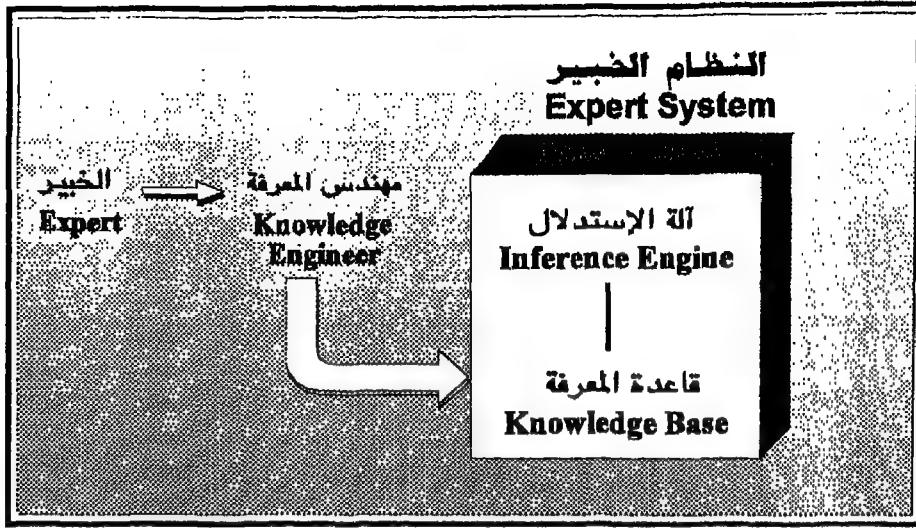 النظام الخبير
Expert System
الخبير
Expert
مهندس المعرفة
Knowledge
Engineer
آلة الإستدلال
Inference Engine
قاعدة المعرفة
Knowledge Base